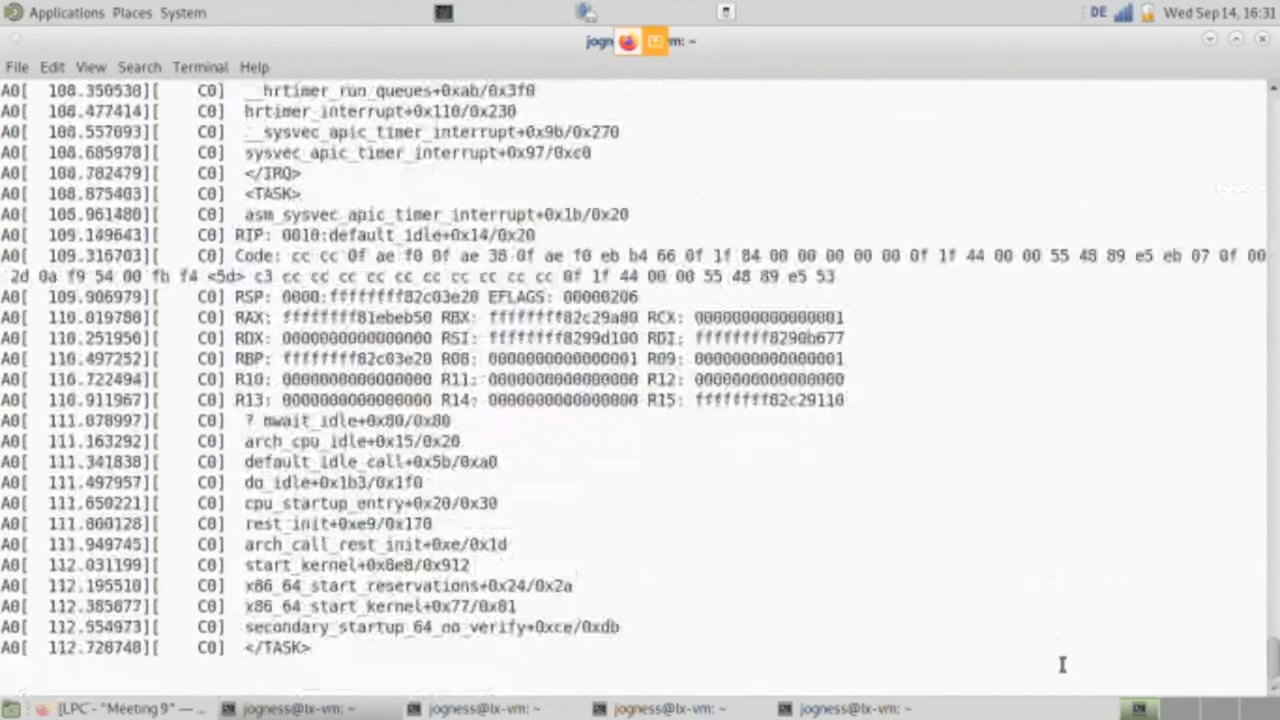 Applications Places System DE Wed Sep 14, 16:31
jogn vm: ~
File Edit View Search Terminal Help
A0[ 108.350530][ C0] __hrtimer_run_queues+0xab/0x3f0
A0[ 108.477414][ C0] hrtimer_interrupt+0x110/0x230
A0[ 108.557093][ C0] __sysvec_apic_timer_interrupt+0x9b/0x270
A0[ 108.685978][ C0] sysvec_apic_timer_interrupt+0x97/0xc0
A0[ 108.782479][ C0] </IRQ>
A0[ 108.875403][ C0] <TASK>
A0[ 108.961480][ C0] asm_sysvec_apic_timer_interrupt+0x1b/0x20
A0[ 109.149643][ C0] RIP: 0010:default_idle+0x14/0x20
A0[ 109.316703][ C0] Code: cc cc 0f ae f0 0f ae 38 0f ae f0 eb b4 66 0f 1f 84 00 00 00 00 00 0f 1f 44 00 00 55 48 89 e5 eb 07 0f 00
2d 0a f9 54 00 fb f4 <5d> c3 cc cc cc cc cc cc cc cc cc 0f 1f 44 00 00 55 48 89 e5 53
A0[ 109.906979][ C0] RSP: 0000:ffffffff82c03e20 EFLAGS: 00000206
A0[ 110.019780][ C0] RAX: ffffffff81ebeb50 RBX: ffffffff82c29a80 RCX: 0000000000000001
A0[ 110.251950][ C0] RDX: 0000000000000000 RSI: ffffffff8299d100 RDI: ffffffff8290b677
A0[ 110.497252][ C0] RBP: ffffffff82c03e20 R08: 0000000000000001 R09: 0000000000000001
A0[ 110.722494][ C0] R10: 0000000000000000 R11: 0000000000000000 R12: 0000000000000000
A0[ 110.911967][ C0] R13: 0000000000000000 R14: 0000000000000000 R15: ffffffff82c29110
A0[ 111.078997][ C0] ? mwait_idle+0x80/0x80
A0[ 111.163292][ C0] arch_cpu_idle+0x15/0x20
A0[ 111.341838][ C0] default_idle_call+0x5b/0xa0
A0[ 111.497957][ C0] do_idle+0x1b3/0x1f0
A0[ 111.650221][ C0] cpu_startup_entry+0x20/0x30
A0[ 111.800128][ C0] rest_init+0xe9/0x170
A0[ 111.949745][ C0] arch_call_rest_init+0xe/0x1d
A0[ 112.031199][ C0] start_kernel+0x8e8/0x912
A0[ 112.195510][ C0] x86_64_start_reservations+0x24/0x2a
A0[ 112.385877][ C0] x86_64_start_kernel+0x77/0x81
A0[ 112.554973][ C0] secondary_startup_64_no_verify+0xce/0xdb
A0[ 112.728748][ C0] </TASK>
[LPC - "Meeting 9" — ... jogness@lx-vm: ~ jogness@lx-vm: ~ jogness@lx-vm: ~ jogness@lx-vm: ~